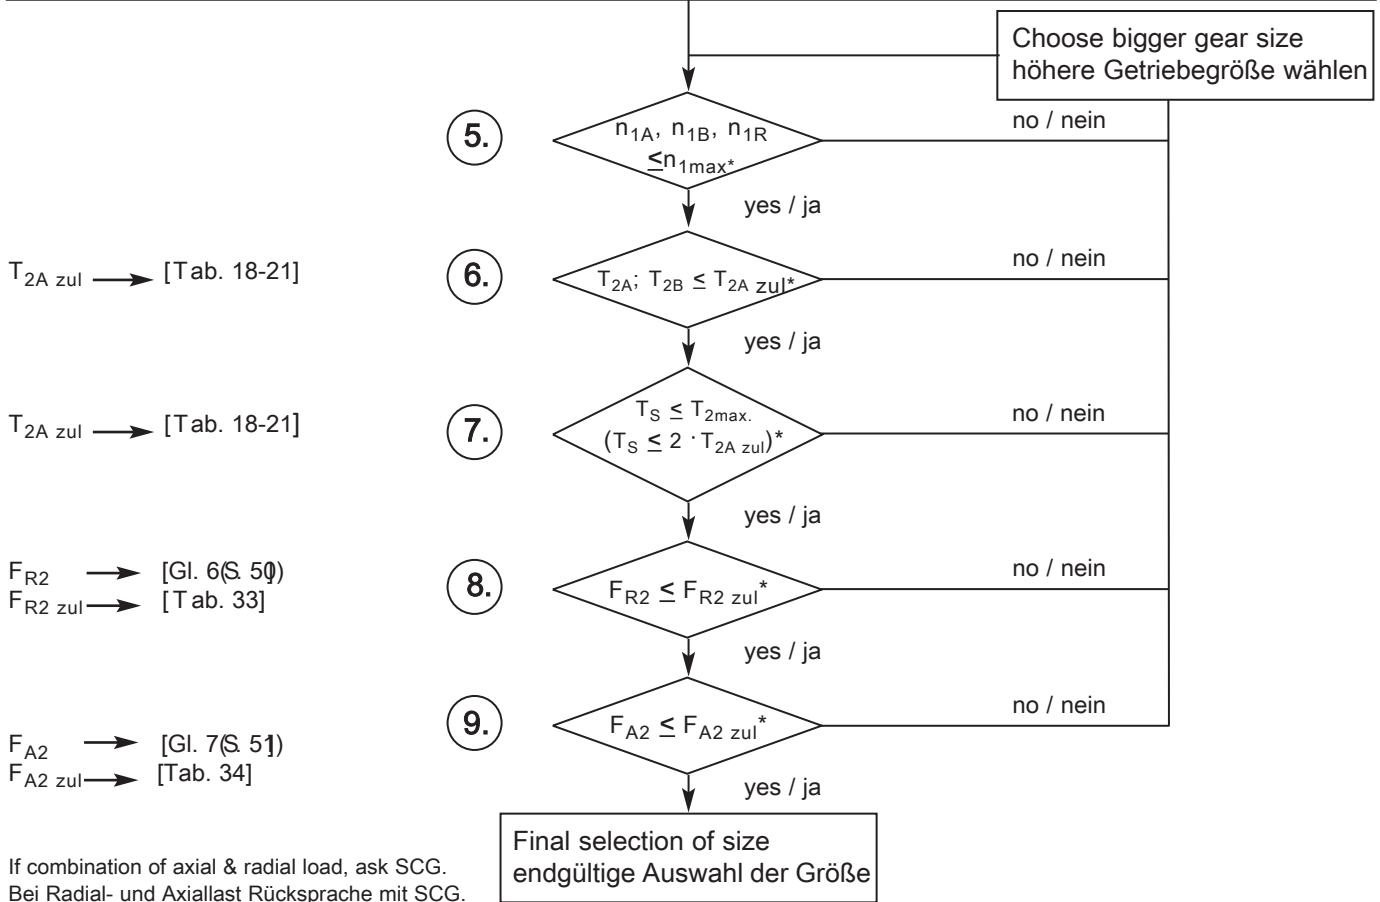 Choose bigger gear size
höhere Getriebegröße wählen
5.
n1A, n1B, n1R
≤n1max*
no / nein
yes / ja
T2A zul [Tab. 18-21]
6.
T2A; T2B ≤ T2A zul*
no / nein
yes / ja
T2A zul [Tab. 18-21]
7.
TS ≤ T2max.
(TS ≤ 2 · T2A zul)*
no / nein
yes / ja
FR2 [Gl. 6(S. 50])
FR2 zul [Tab. 33]
8.
FR2 ≤ FR2 zul*
no / nein
yes / ja
FA2 [Gl. 7(S. 51])
FA2 zul [Tab. 34]
9.
FA2 ≤ FA2 zul*
no / nein
yes / ja
Final selection of size
endgültige Auswahl der Größe
If combination of axial & radial load, ask SCG.
Bei Radial- und Axiallast Rücksprache mit SCG.